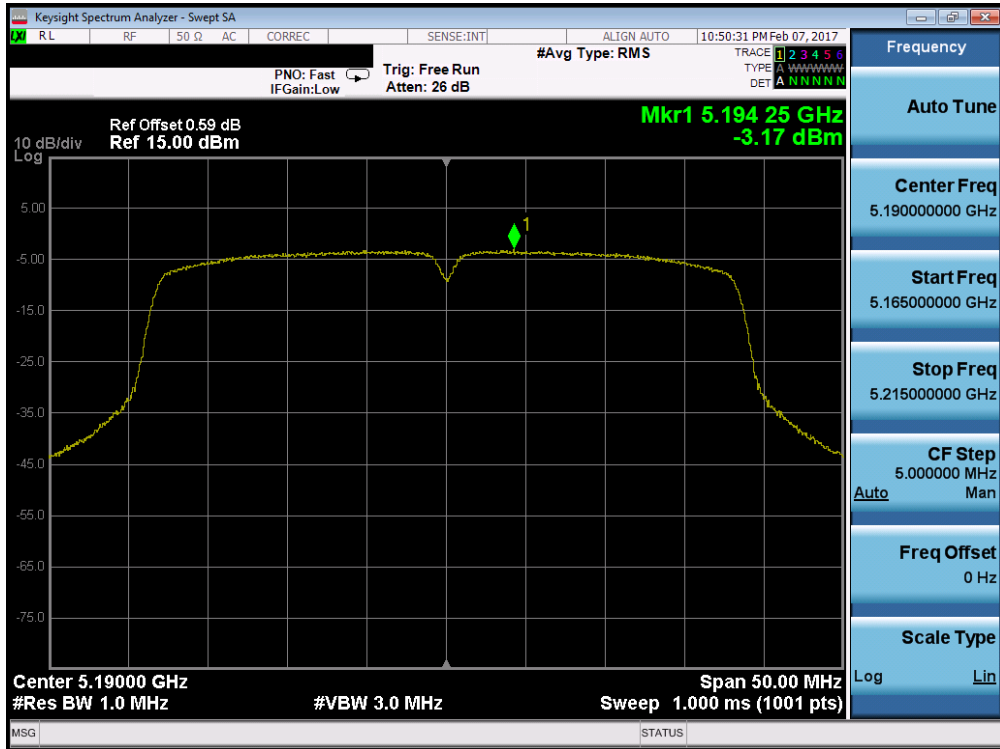 Keysight Spectrum Analyzer - Swept SA
LXI RL RF 50 Ω AC CORREC SENSE:INT ALIGN AUTO 10:50:31 PM Feb 07, 2017
#Avg Type: RMS TRACE 1 2 3 4 5 6
PNO: Fast Trig: Free Run TYPE A WWWWW
IFGain:Low Atten: 26 dB DET A N N N N N
Mkr1 5.194 25 GHz
-3.17 dBm
Ref Offset 0.59 dB
10 dB/div Ref 15.00 dBm
Log
1
5.00
-5.00
-15.0
-25.0
-35.0
-45.0
-55.0
-65.0
-75.0
Center 5.19000 GHz Span 50.00 MHz
#Res BW 1.0 MHz #VBW 3.0 MHz Sweep 1.000 ms (1001 pts)
MSG STATUS
Frequency
Auto Tune
Center Freq
5.190000000 GHz
Start Freq
5.165000000 GHz
Stop Freq
5.215000000 GHz
CF Step
5.000000 MHz
Auto Man
Freq Offset
0 Hz
Scale Type
Log Lin